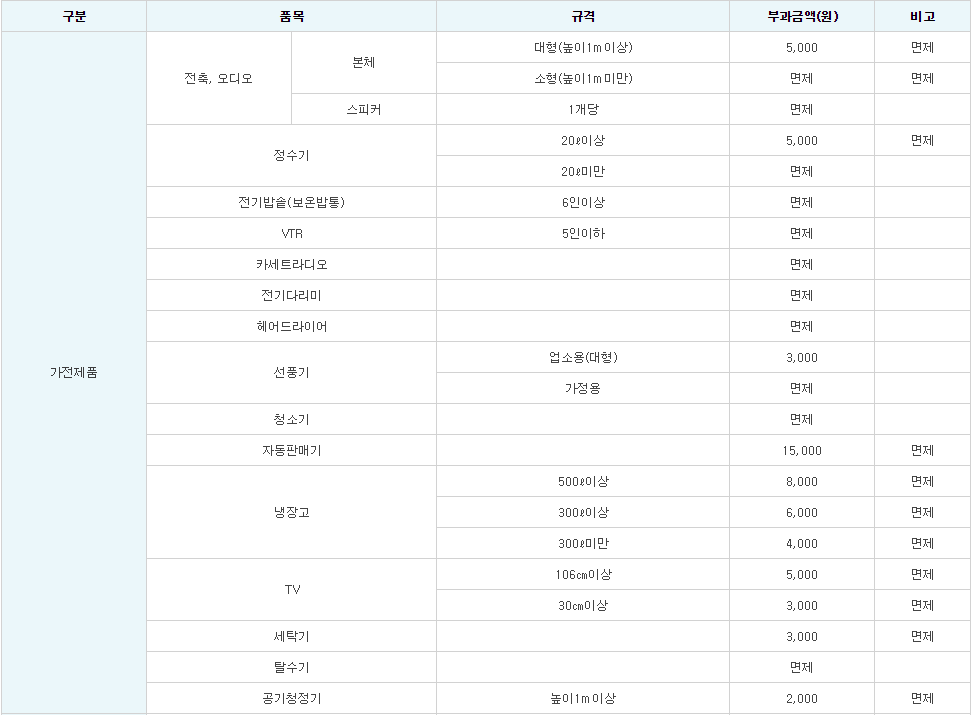 구분 품목 규격 부과금액(원) 비고
가전제품 전축, 오디오 본체 대형(높이1m이상) 5,000 면제
소형(높이1m미만) 면제 면제
스피커 1개당 면제
정수기 20ℓ이상 5,000 면제
20ℓ미만 면제
전기밥솥(보온밥통) 6인이상 면제
VTR 5인이하 면제
카세트라디오 면제
전기다리미 면제
헤어드라이어 면제
선풍기 업소용(대형) 3,000
가정용 면제
청소기 면제
자동판매기 15,000 면제
냉장고 500ℓ이상 8,000 면제
300ℓ이상 6,000 면제
300ℓ미만 4,000 면제
TV 106㎝이상 5,000 면제
30㎝이상 3,000 면제
세탁기 3,000 면제
탈수기 면제
공기청정기 높이1m이상 2,000 면제